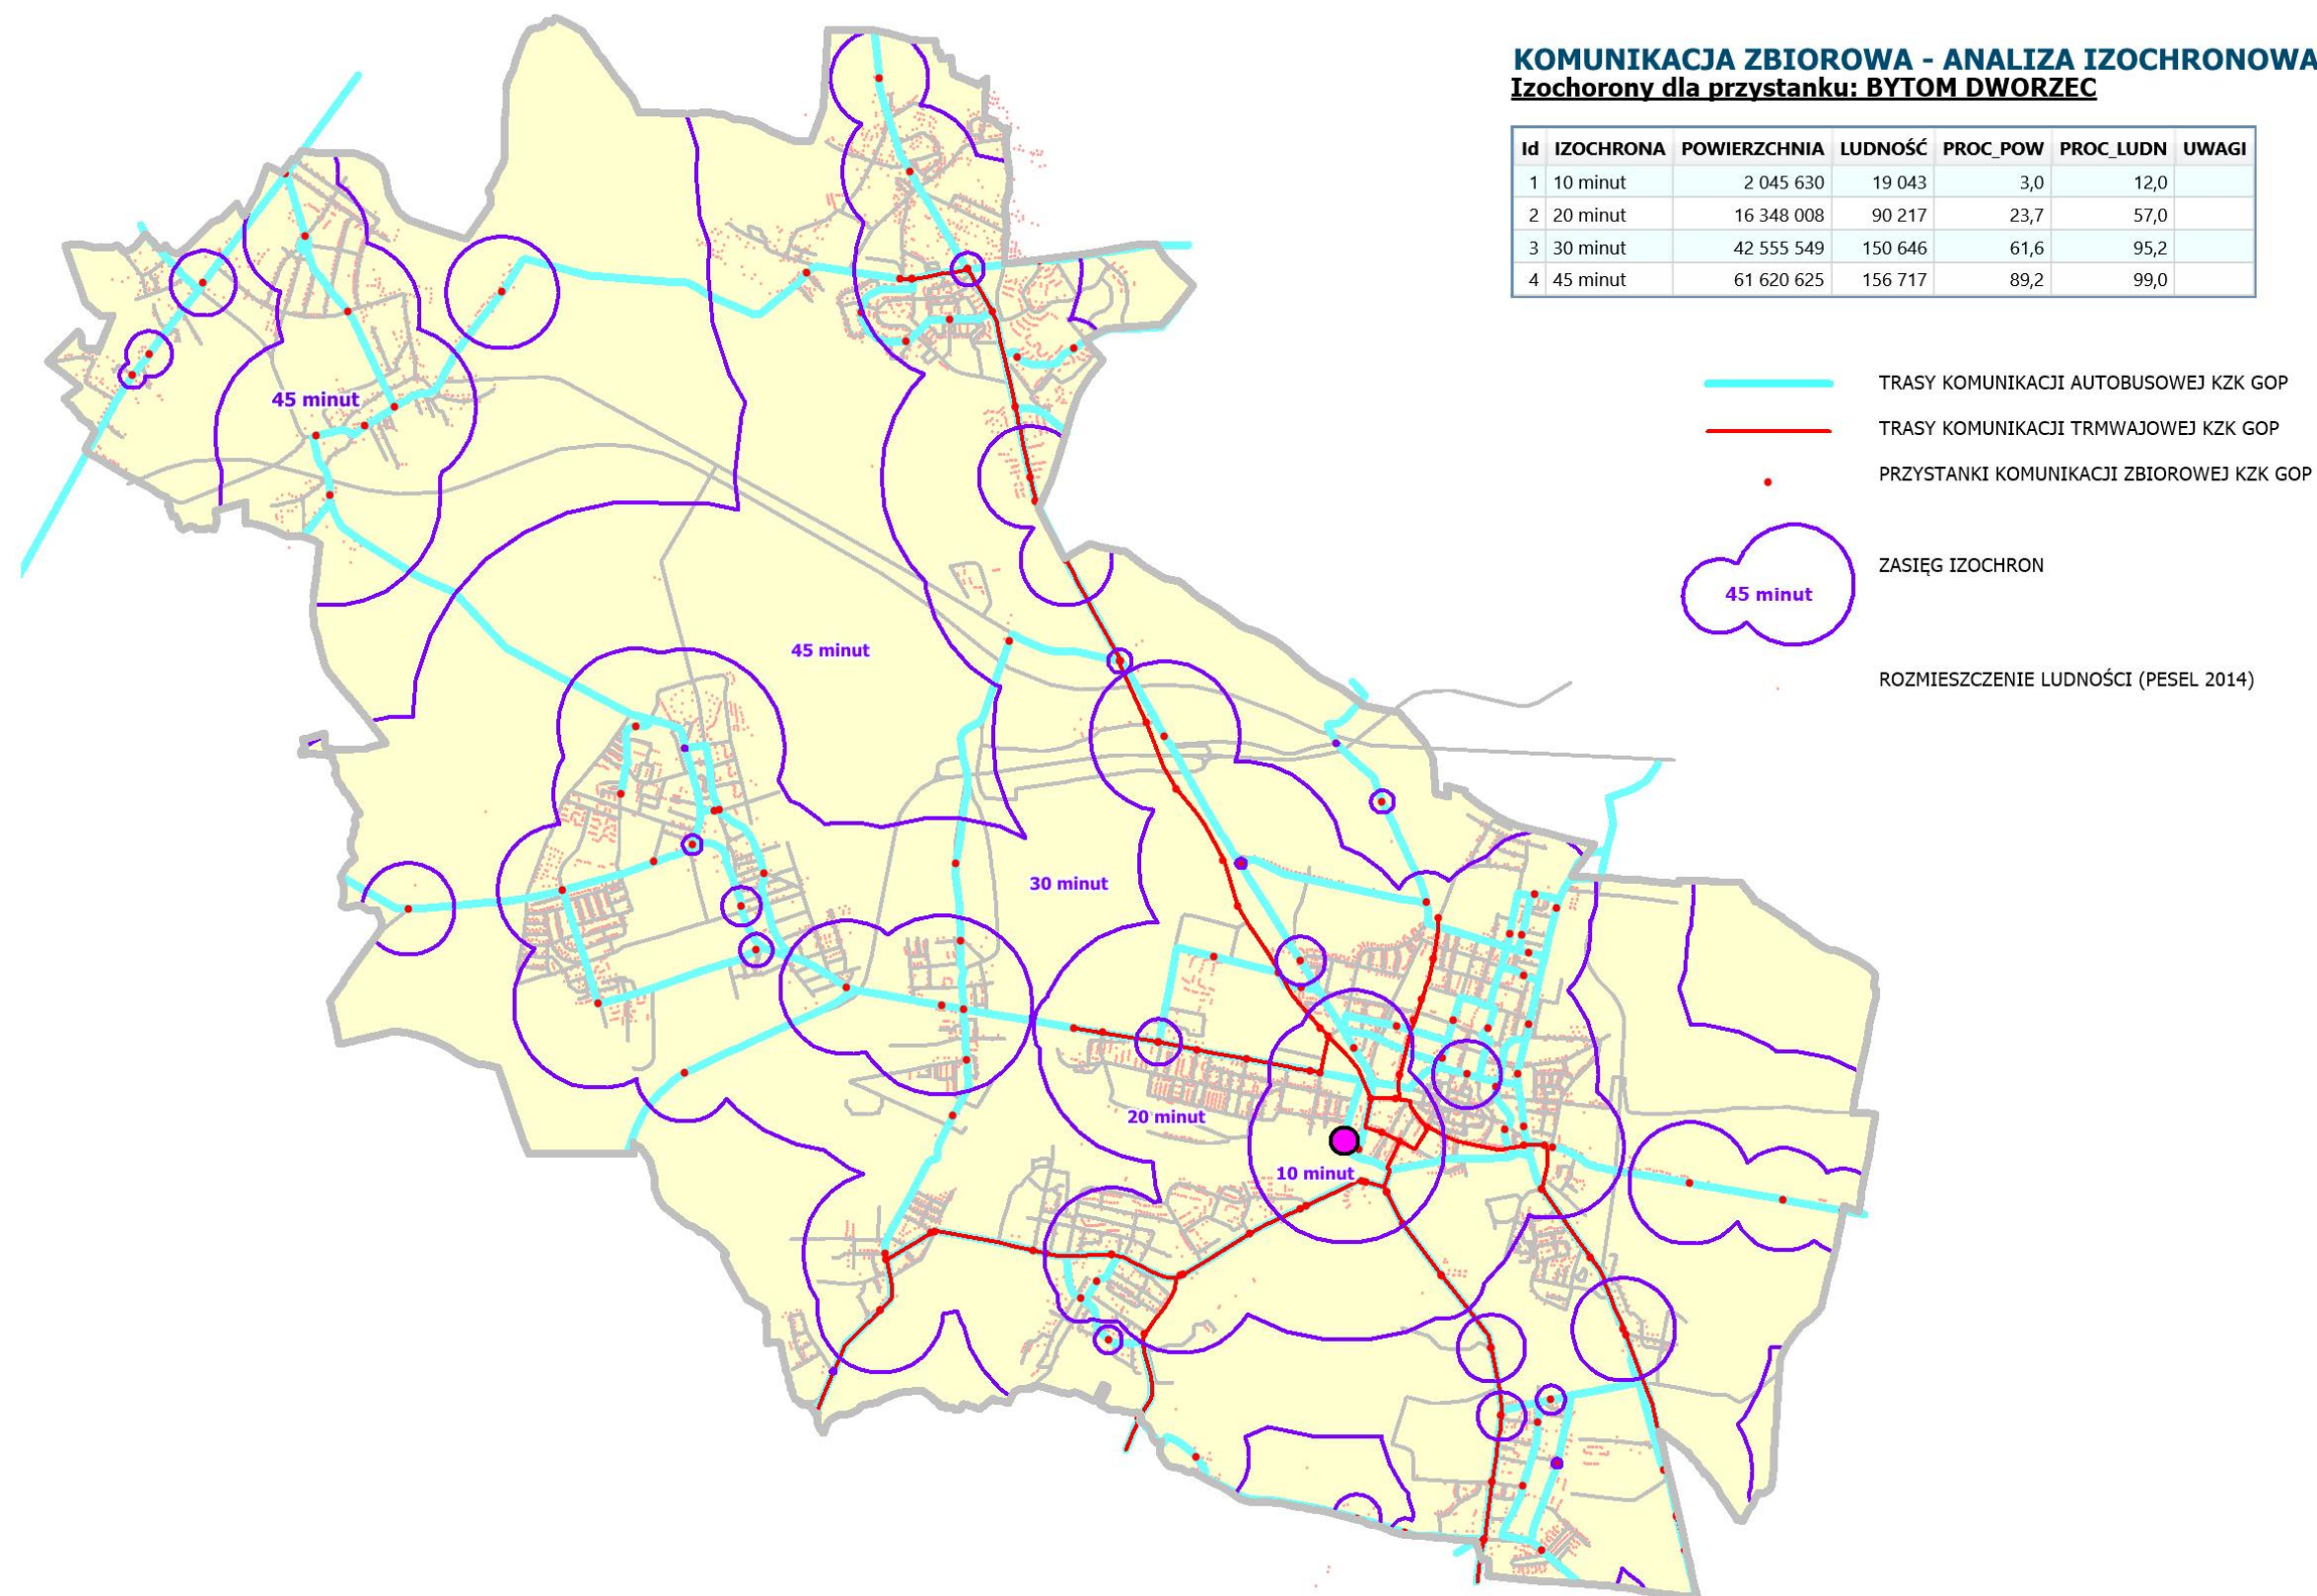 KOMUNIKACJA ZBIOROWA - ANALIZA IZOCHRONOWA
Izochorony dla przystanku: BYTOM DWORZEC
Id IZOCHRONA POWIERZCHNIA LUDNOŚĆ PROC_POW PROC_LUDN UWAGI
1 10 minut 2 045 630 19 043 3,0 12,0
2 20 minut 16 348 008 90 217 23,7 57,0
3 30 minut 42 555 549 150 646 61,6 95,2
4 45 minut 61 620 625 156 717 89,2 99,0
TRASY KOMUNIKACJI AUTOBUSOWEJ KZK GOP
TRASY KOMUNIKACJI TRMWAJOWEJ KZK GOP
PRZYSTANKI KOMUNIKACJI ZBIOROWEJ KZK GOP
45 minut
ZASIĘG IZOCHRON
ROZMIESZCZENIE LUDNOŚCI (PESEL 2014)
45 minut
45 minut
30 minut
20 minut
10 minut